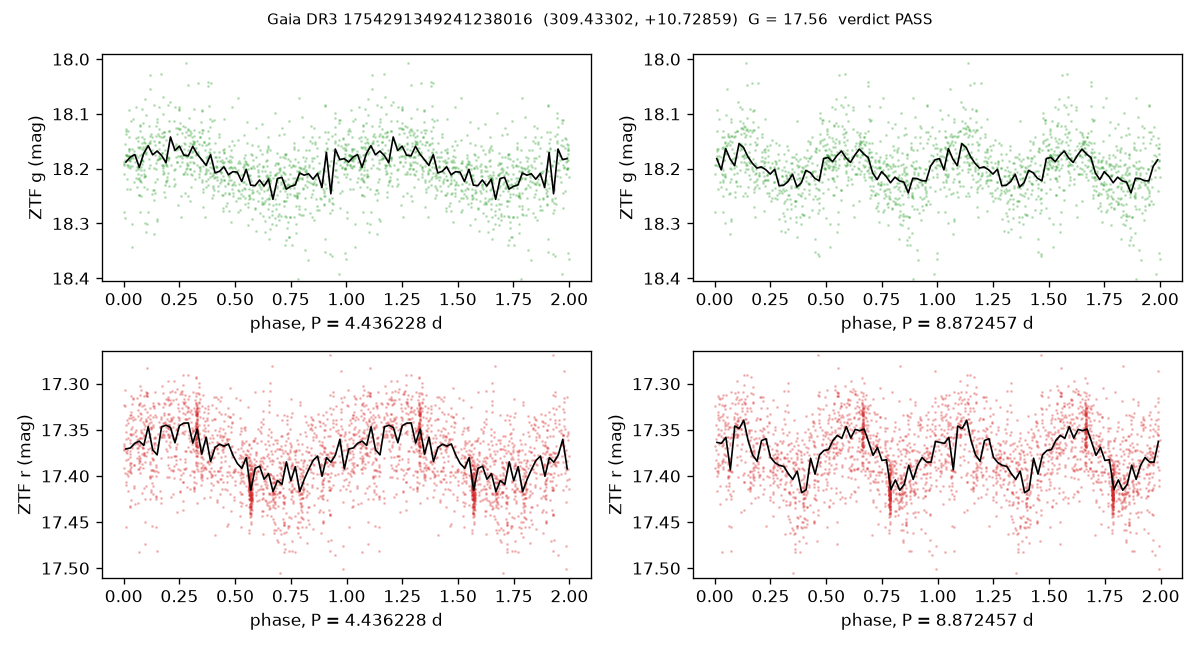 Gaia DR3 1754291349241238016 (309.43302, +10.72859) G = 17.56 verdict PASS
18.0
18.1
18.2
18.3
18.4
ZTF g (mag)
0.00 0.25 0.50 0.75 1.00 1.25 1.50 1.75 2.00
phase, P = 4.436228 d
18.0
18.1
18.2
18.3
18.4
ZTF g (mag)
0.00 0.25 0.50 0.75 1.00 1.25 1.50 1.75 2.00
phase, P = 8.872457 d
17.30
17.35
17.40
17.45
17.50
ZTF r (mag)
0.00 0.25 0.50 0.75 1.00 1.25 1.50 1.75 2.00
phase, P = 4.436228 d
17.30
17.35
17.40
17.45
17.50
ZTF r (mag)
0.00 0.25 0.50 0.75 1.00 1.25 1.50 1.75 2.00
phase, P = 8.872457 d